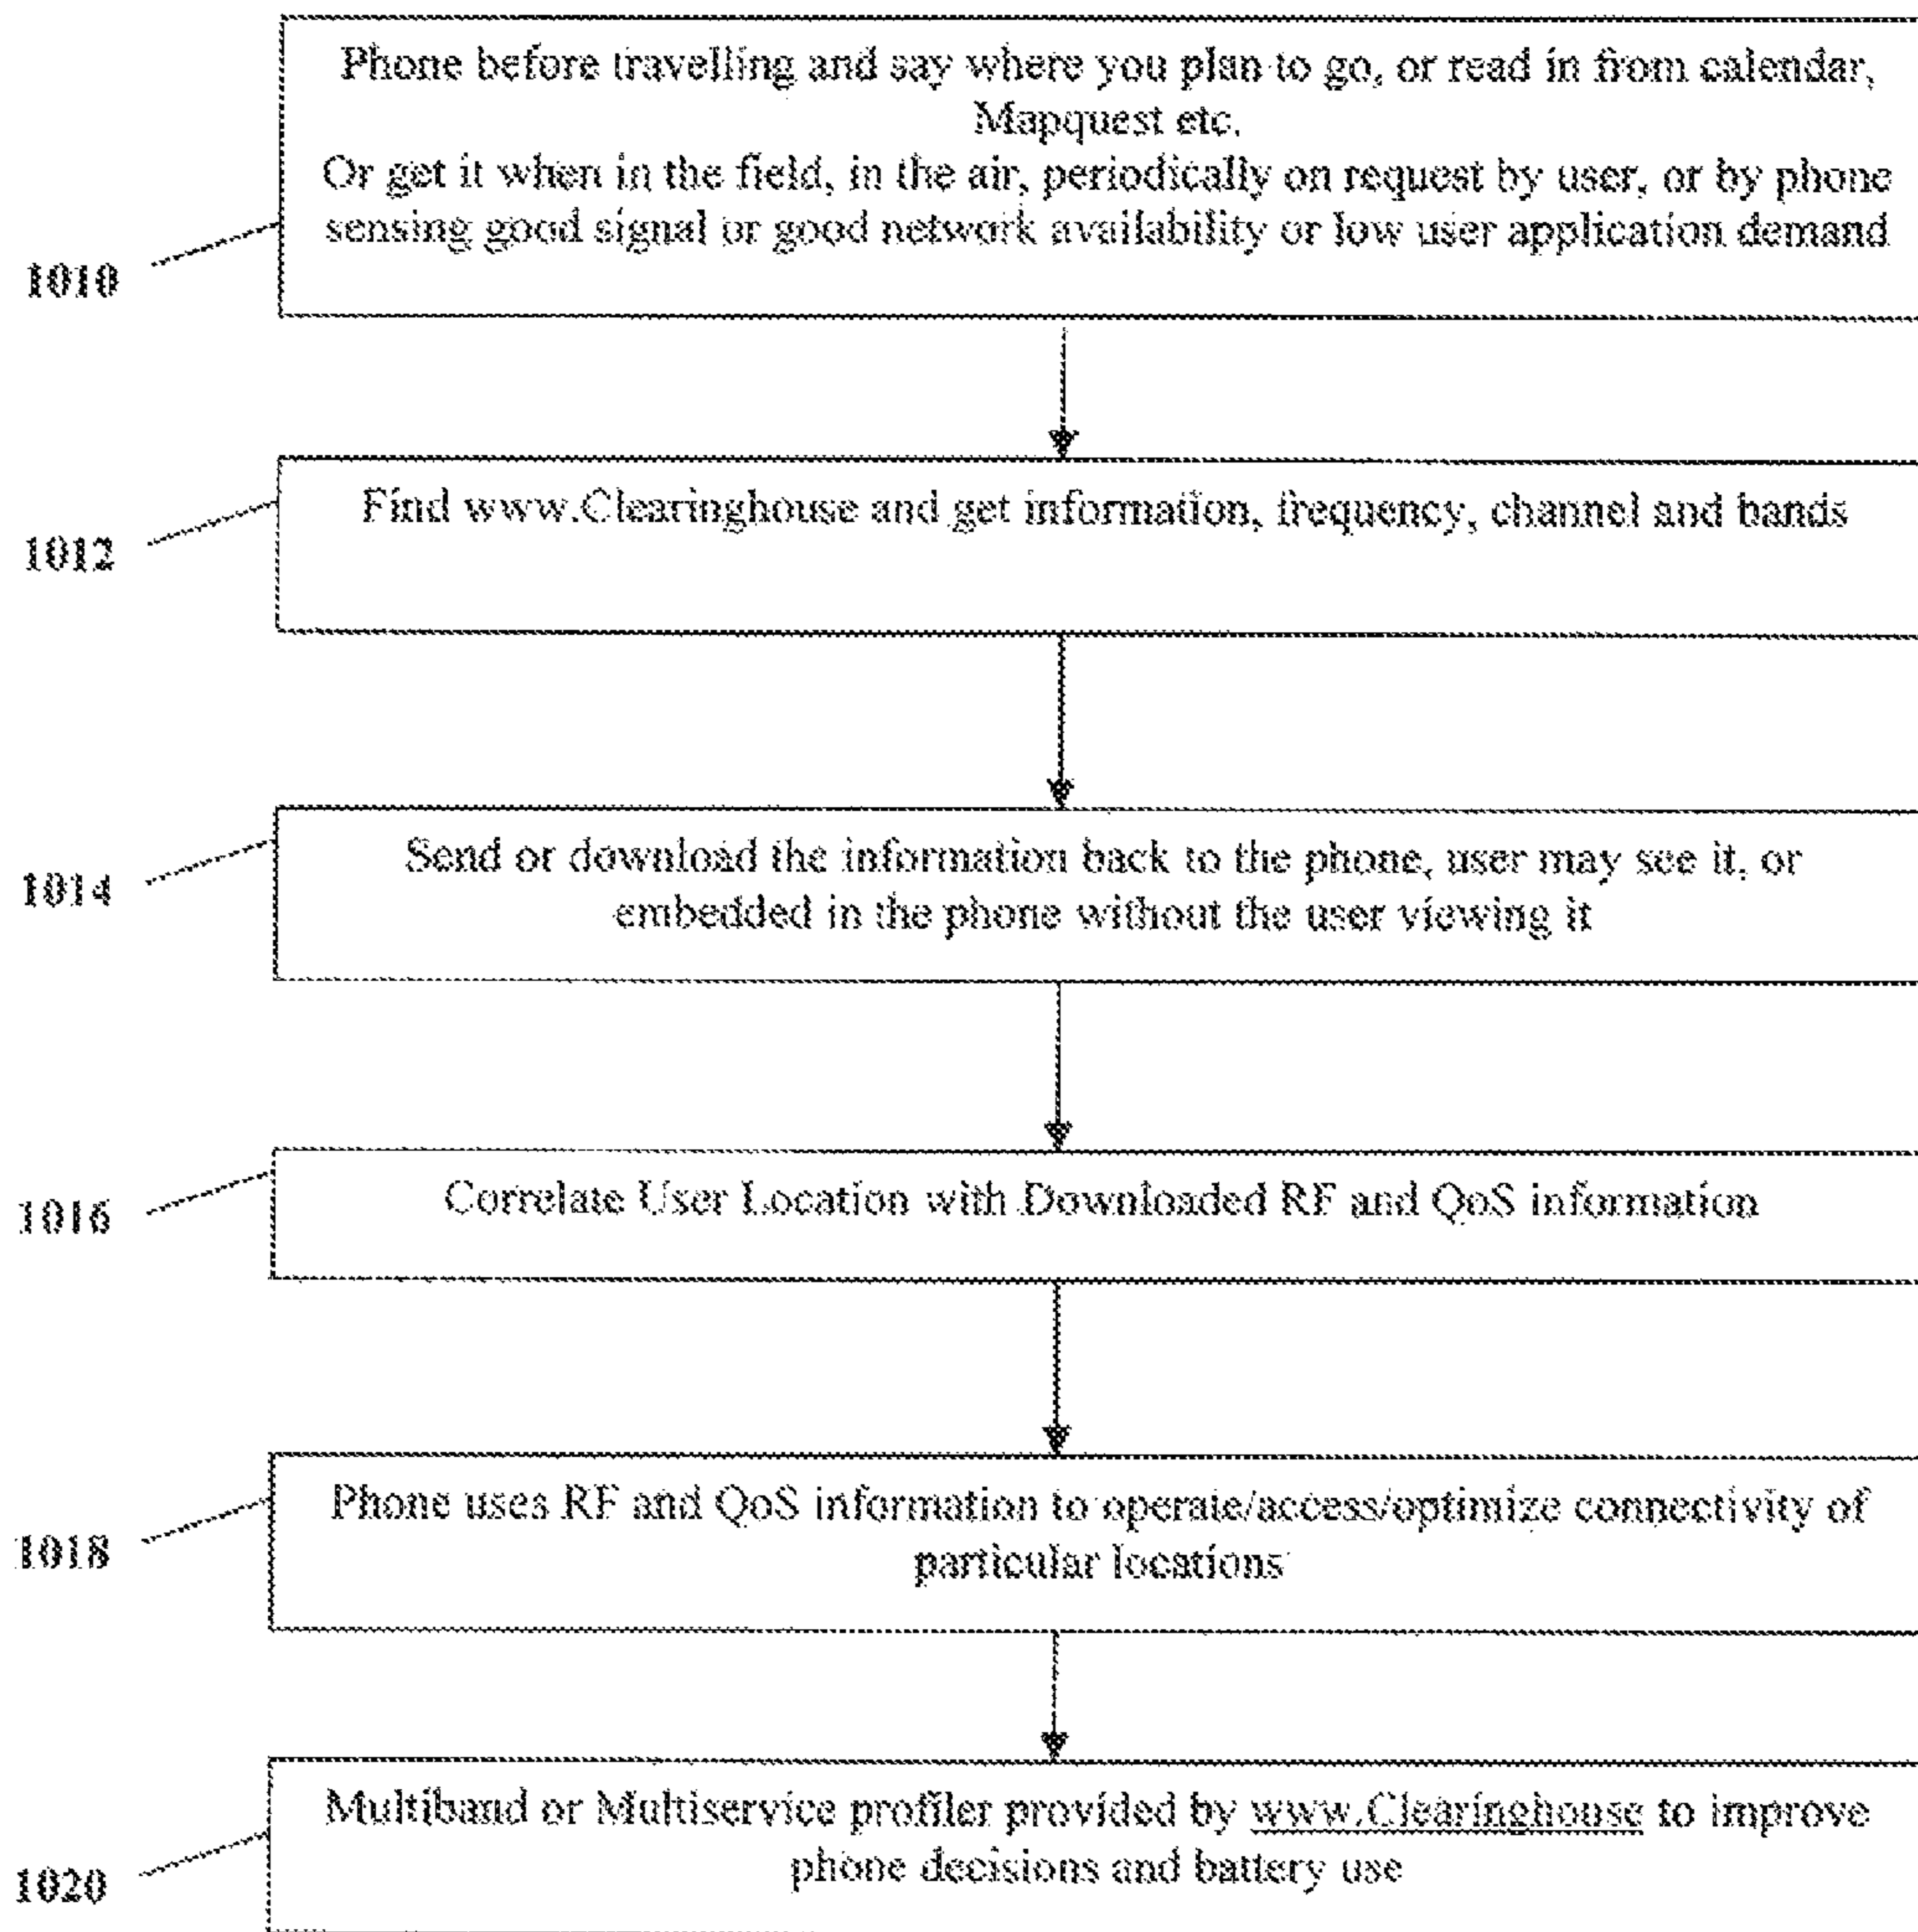 Phone before travelling and say where you plan to go, or read in from calendar,
Mapquest etc.
Or get it when in the field, in the air, periodically on request by user, or by phone
sensing good signal or good network availability or low user application demand
1010
Find www.Clearinghouse and get information, frequency, channel and bands
1012
Send or download the information back to the phone, user may see it, or
embedded in the phone without the user viewing it
1014
Correlate User Location with Downloaded RF and QoS information
1016
Phone uses RF and QoS information to operate/access/optimize connectivity of
particular locations
1018
Multiband or Multiservice profiler provided by www.Clearinghouse to improve
phone decisions and battery use
1020